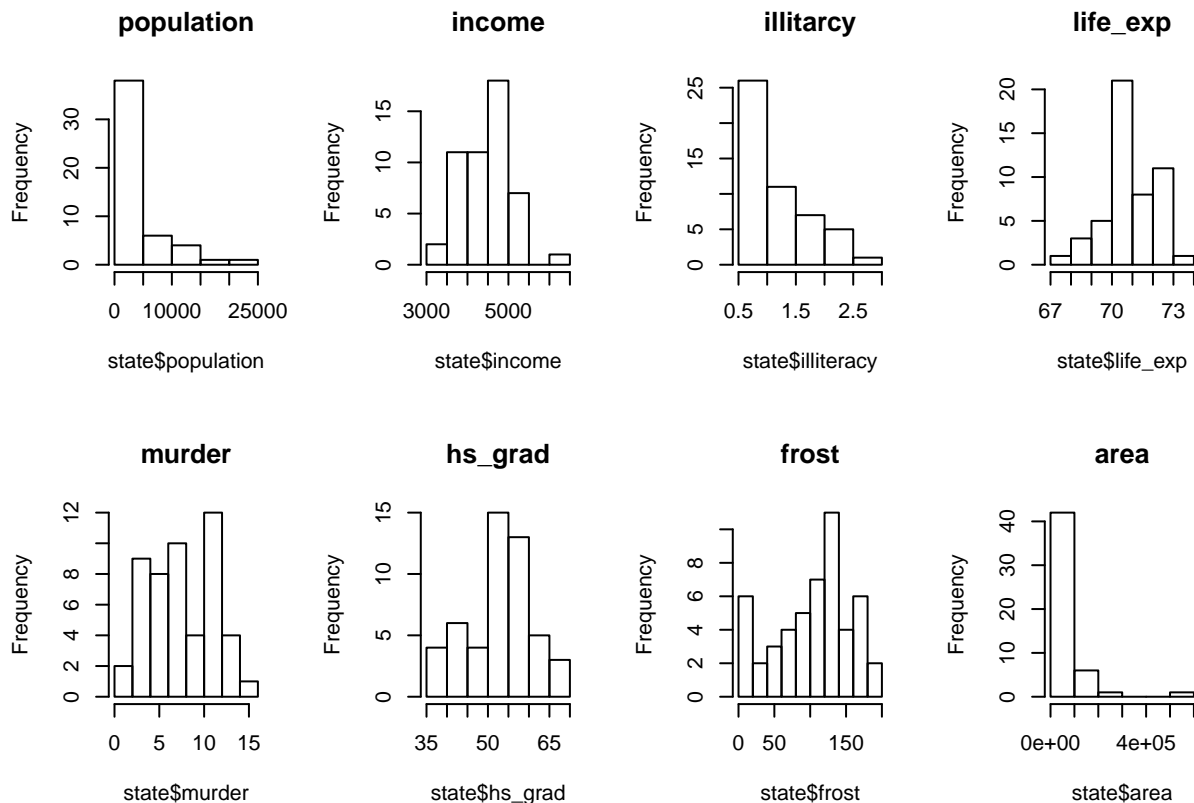 population income illitarcy life_exp
Frequency
0 10 20 30
0 10000 25000
state$population
Frequency
0 5 10 15
3000 5000
state$income
Frequency
0 5 15 25
0.5 1.5 2.5
state$illiteracy
Frequency
0 5 10 15 20
67 70 73
state$life_exp
murder hs_grad frost area
Frequency
0 2 4 6 8 12
0 5 10 15
state$murder
Frequency
0 5 10 15
35 50 65
state$hs_grad
Frequency
0 2 4 6 8
0 50 150
state$frost
Frequency
0 10 20 30 40
0e+00 4e+05
state$area